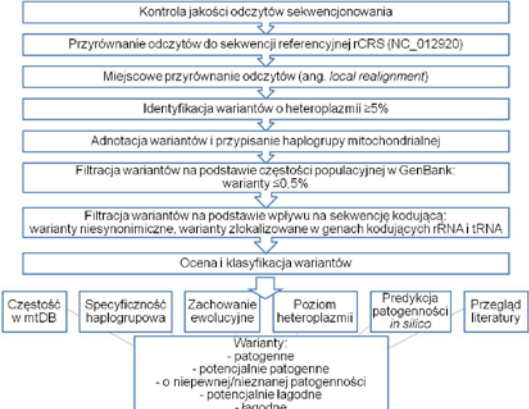 Kontrola jakości odczytów sekwencjonowania
Przyrównanie odczytów do sekwencji referencyjnej rCRS (NC_012920)
Miejscowe przyrównanie odczytów (ang. local realignment)
Identyfikacja wariantów o heteroplazmii ≥5%
Adnotacja wariantów i przypisanie haplogrupy mitochondrialnej
Filtracja wariantów na podstawie częstości populacyjnej w GenBank:
warianty ≤0,5%
Filtracja wariantów na podstawie wpływu na sekwencję kodującą:
warianty niesynonimiczne, warianty zlokalizowane w genach kodujących rRNA i tRNA
Ocena i klasyfikacja wariantów
Częstość
w mtDB
Specyficzność
haplogrupowa
Zachowanie
ewolucyjne
Poziom
heteroplazmii
Predykcja
patogenności
in silico
Przegląd
literatury
Warianty:
- patogenne
- potencjalnie patogenne
- o niepewnej/nieznanej patogenności
- potencjalnie łagodne
- łagodne